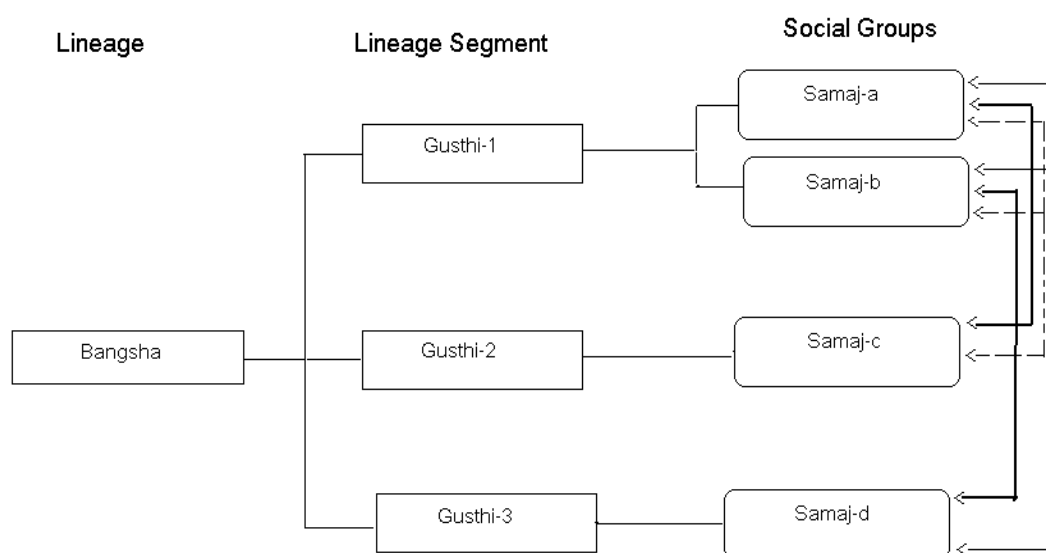 Lineage
Lineage Segment
Social Groups
Samaj-a
Gusthi-1
Samaj-b
Bangsha
Gusthi-2
Samaj-c
Gusthi-3
Samaj-d